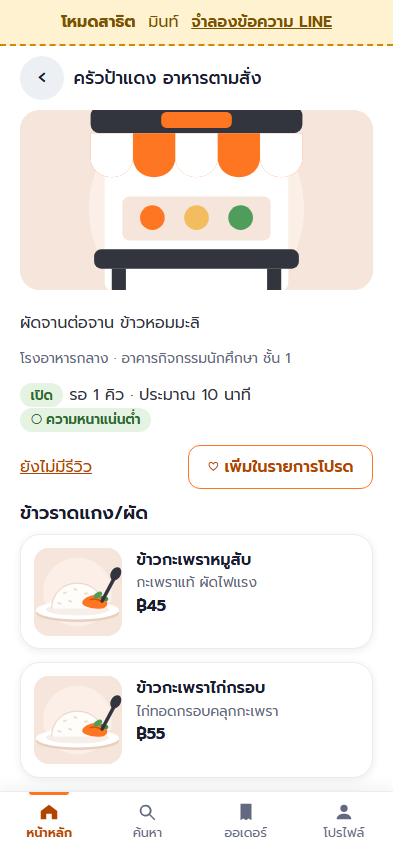 โหมดสาธิต มินท์ จำลองข้อความ LINE
ครัวป้าแดง อาหารตามสั่ง
ผัดจานต่อจาน ข้าวหอมมะลิ
โรงอาหารกลาง · อาคารกิจกรรมนักศึกษา ชั้น 1
เปิด รอ 1 คิว · ประมาณ 10 นาที
ความหนาแน่นต่ำ
ยังไม่มีรีวิว
เพิ่มในรายการโปรด
ข้าวราดแกง/ผัด
ข้าวกะเพราหมูสับ
กะเพราแท้ ผัดไฟแรง
฿45
ข้าวกะเพราไก่กรอบ
ไก่ทอดกรอบคลุกกะเพรา
฿55
หน้าหลัก ค้นหา ออเดอร์ โปรไฟล์